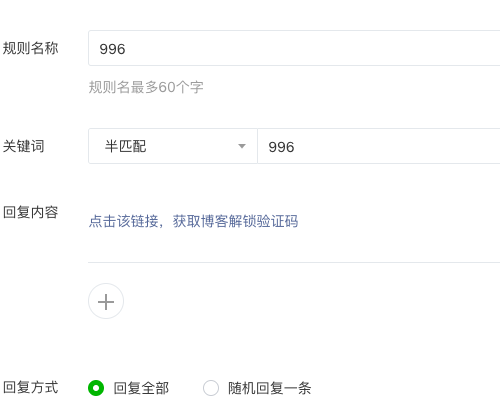 规则名称 996
规则名最多60个字
关键词 半匹配 996
回复内容
点击该链接，获取博客解锁验证码
回复方式 回复全部 随机回复一条